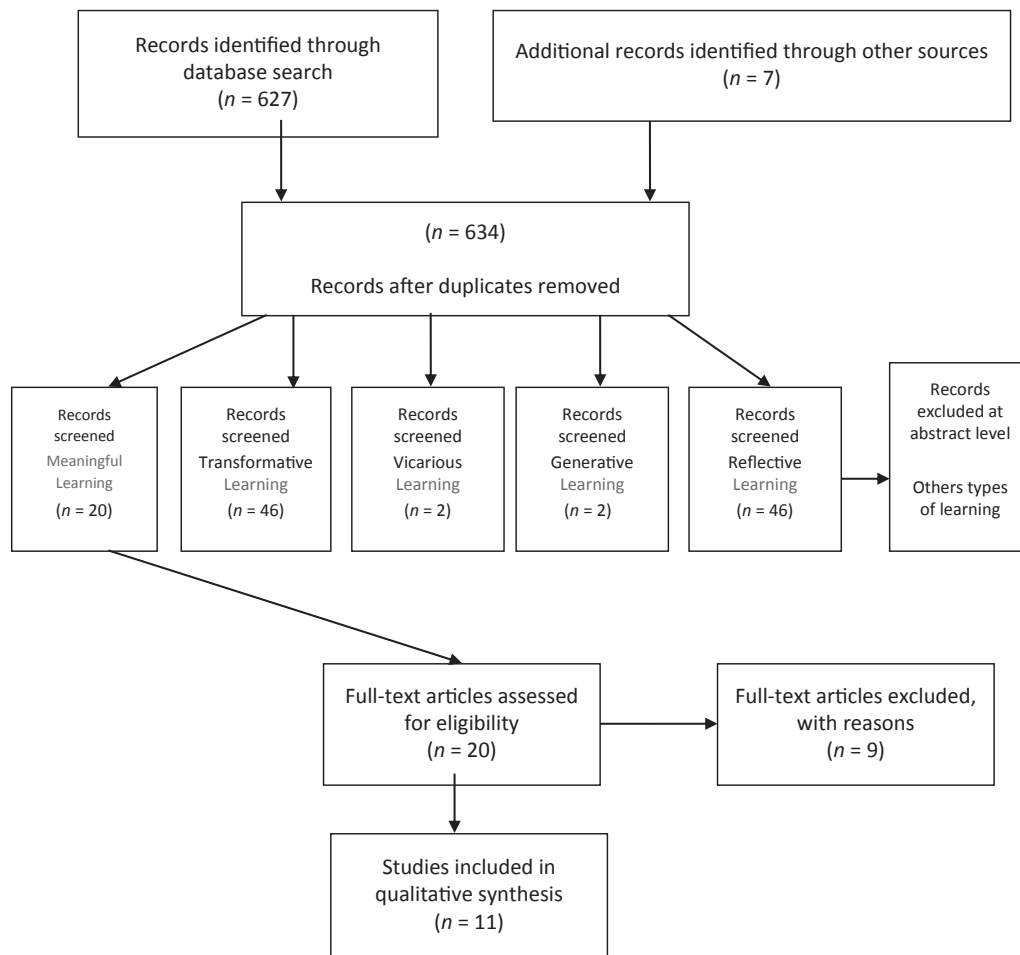 Records identified through
database search
(n = 627)
Additional records identified through other sources
(n = 7)
(n = 634)
Records after duplicates removed
Records
screened
Meaningful
Learning
(n = 20)
Records
screened
Transformative
Learning
(n = 46)
Records
screened
Vicarious
Learning
(n = 2)
Records
screened
Generative
Learning
(n = 2)
Records
screened
Reflective
Learning
(n = 46)
Records
excluded at
abstract level
Others types
of learning
Full-text articles assessed
for eligibility
(n = 20)
Full-text articles excluded,
with reasons
(n = 9)
Studies included in
qualitative synthesis
(n = 11)